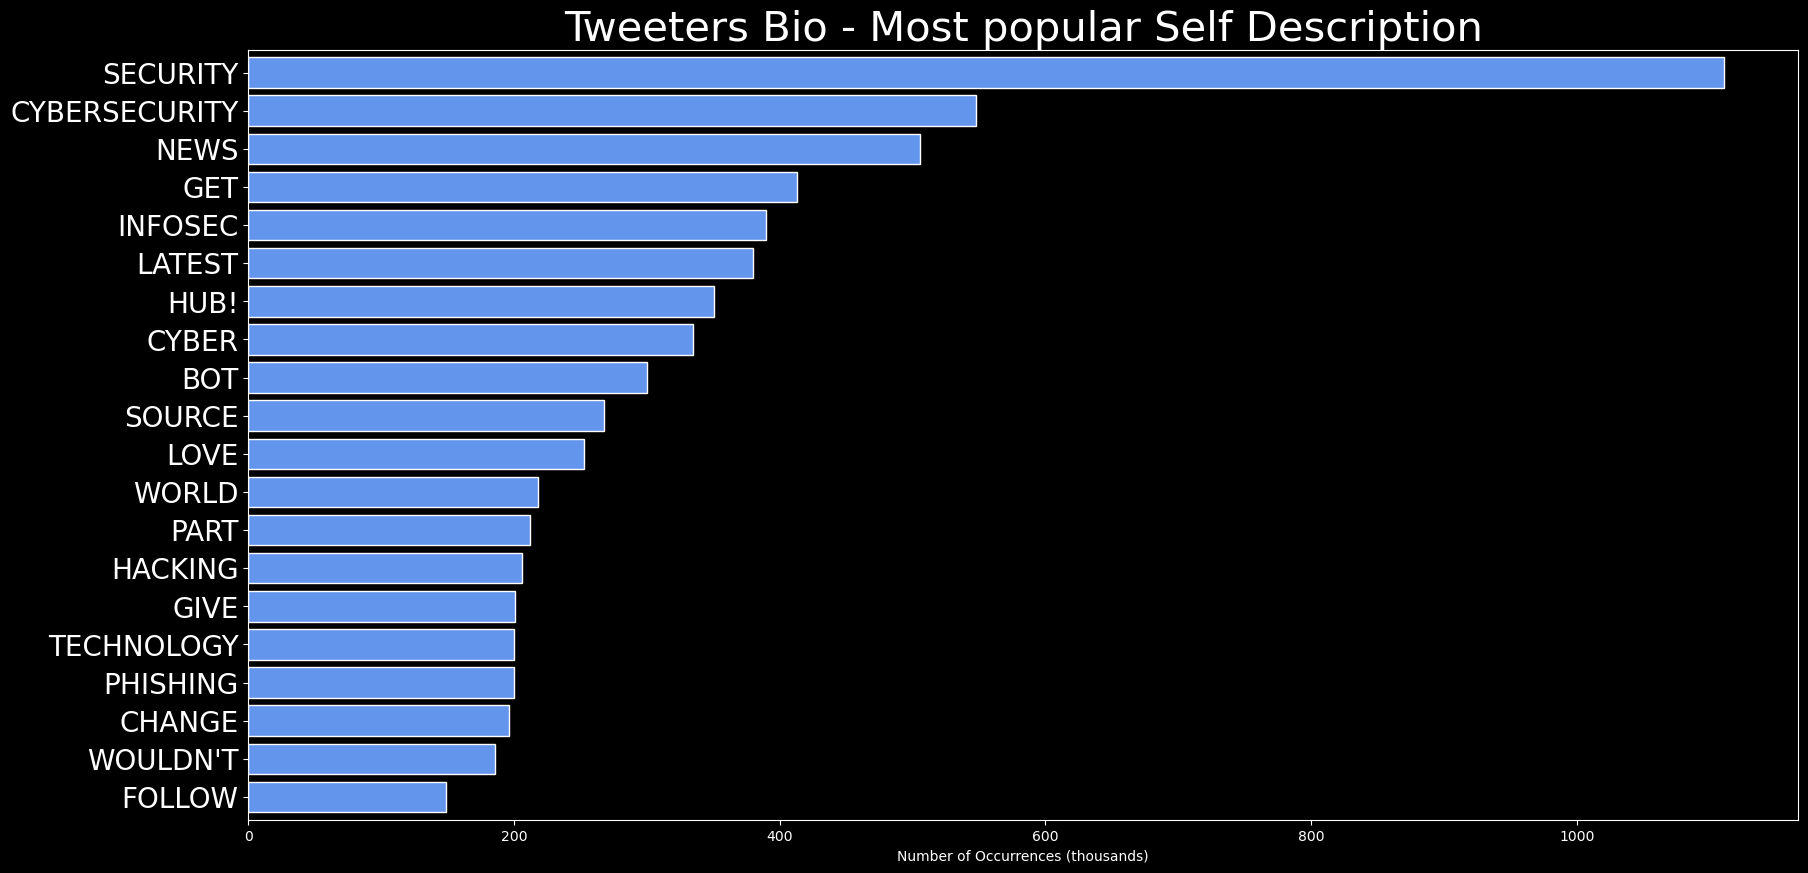 Tweeters Bio - Most popular Self Description
SECURITY
CYBERSECURITY
NEWS
GET
INFOSEC
LATEST
HUB!
CYBER
BOT
SOURCE
LOVE
WORLD
PART
HACKING
GIVE
TECHNOLOGY
PHISHING
CHANGE
WOULDN'T
FOLLOW
0 200 400 600 800 1000
Number of Occurrences (thousands)